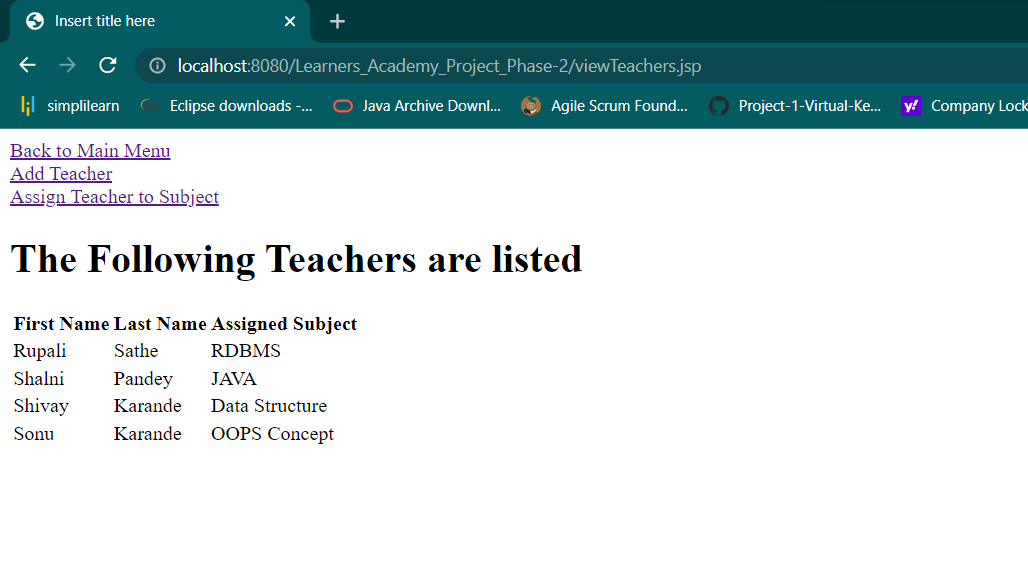 Insert title here
localhost:8080/Learners_Academy_Project_Phase-2/viewTeachers.jsp
simplilearn Eclipse downloads -... Java Archive Downl... Agile Scrum Found... Project-1-Virtual-Ke... y! Company Lock
Back to Main Menu
Add Teacher
Assign Teacher to Subject
The Following Teachers are listed
First Name Last Name Assigned Subject
Rupali Sathe RDBMS
Shalni Pandey JAVA
Shivay Karande Data Structure
Sonu Karande OOPS Concept